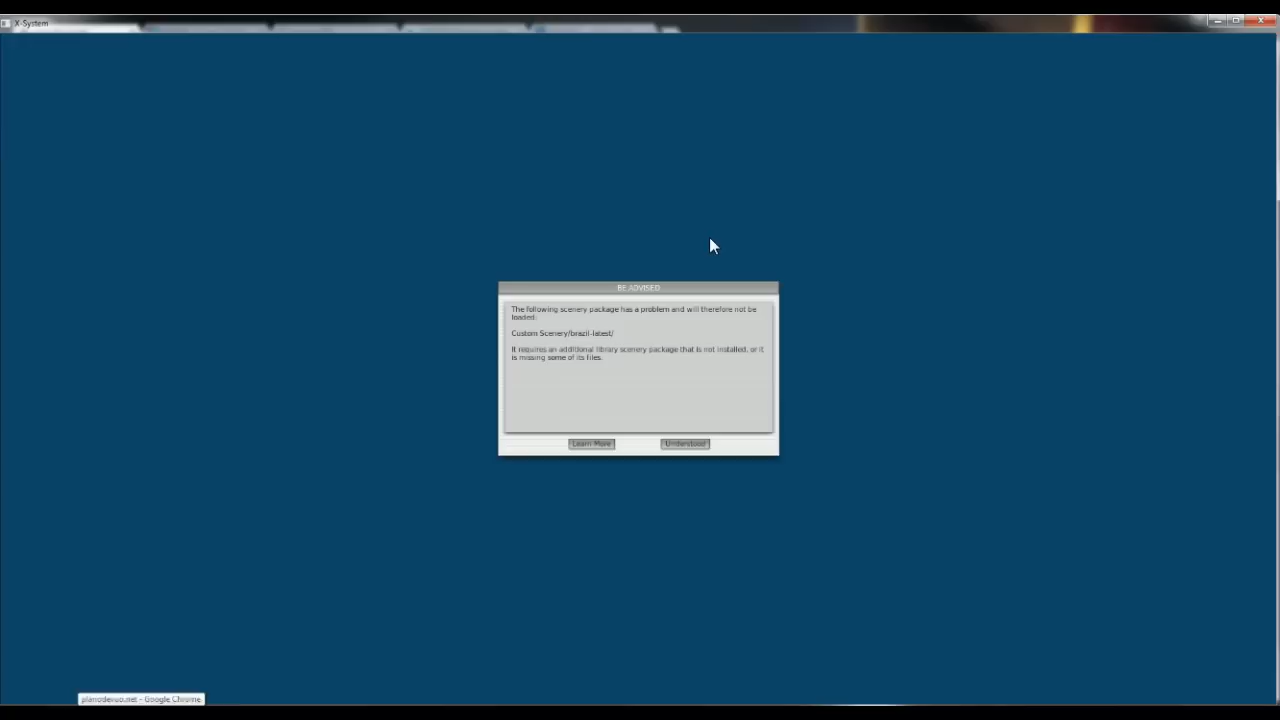 X-System
BE ADVISED
The following scenery package has a problem and will therefore not be
loaded:
Custom Scenery/brazil-latest/
It requires an additional library scenery package that is not installed, or it
is missing some of its files.
Learn More
Understood
planodevoo.net - Google Chrome